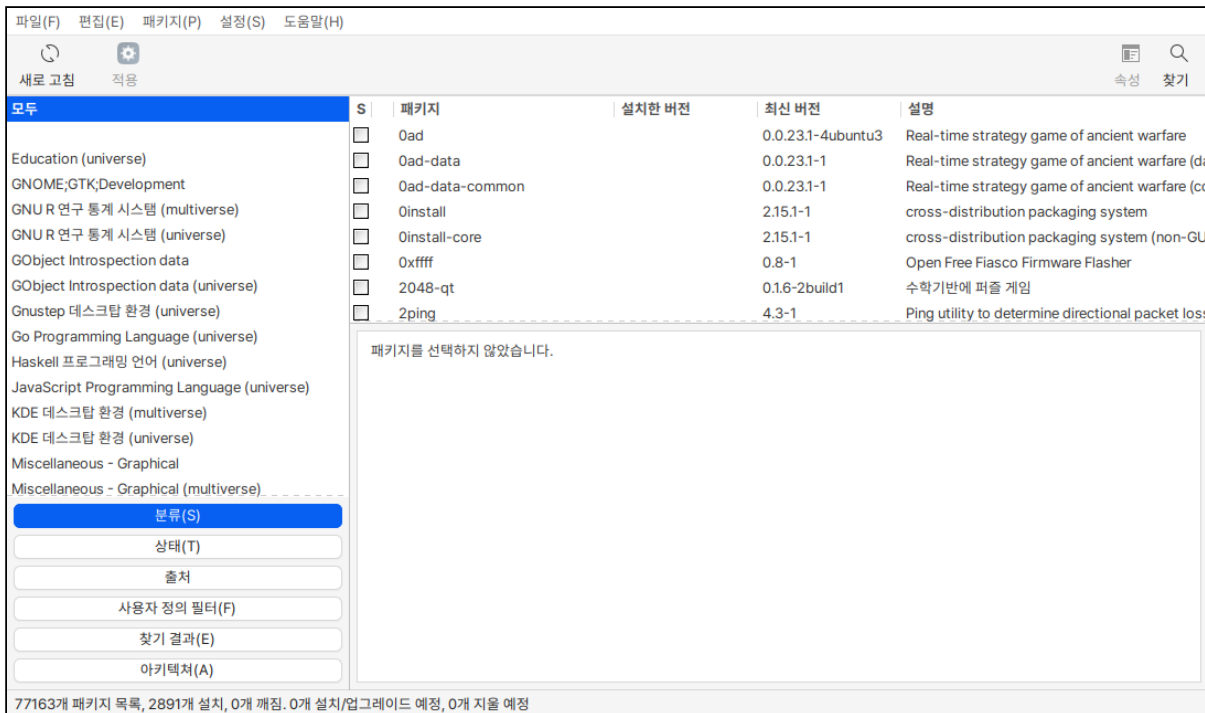 파일(F) 편집(E) 패키지(P) 설정(S) 도움말(H)
새로 고침 적용 속성 찾기
모두
Education (universe)
GNOME;GTK;Development
GNU R 연구 통계 시스탬 (multiverse)
GNU R 연구 통계 시스탬 (universe)
GObject Introspection data
GObject Introspection data (universe)
Gnustep 데스크탑 환경 (universe)
Go Programming Language (universe)
Haskell 프로그래밍 언어 (universe)
JavaScript Programming Language (universe)
KDE 데스크탑 환경 (multiverse)
KDE 데스크탑 환경 (universe)
Miscellaneous - Graphical
Miscellaneous - Graphical (multiverse)
분류(S)
상태(T)
출처
사용자 정의 필터(F)
찾기 결과(E)
아키텍쳐(A)
S 패키지 설치한 버전 최신 버전 설명
0ad 0.0.23.1-4ubuntu3 Real-time strategy game of ancient warfare
0ad-data 0.0.23.1-1 Real-time strategy game of ancient warfare (da
0ad-data-common 0.0.23.1-1 Real-time strategy game of ancient warfare (co
0install 2.15.1-1 cross-distribution packaging system
0install-core 2.15.1-1 cross-distribution packaging system (non-GU
0xffff 0.8-1 Open Free Fiasco Firmware Flasher
2048-qt 0.1.6-2build1 수학기반에 퍼즐 게임
2ping 4.3-1 Ping utility to determine directional packet loss
패키지를 선택하지 않았습니다.
77163개 패키지 목록, 2891개 설치, 0개 깨짐. 0개 설치/업그레이드 예정, 0개 지울 예정